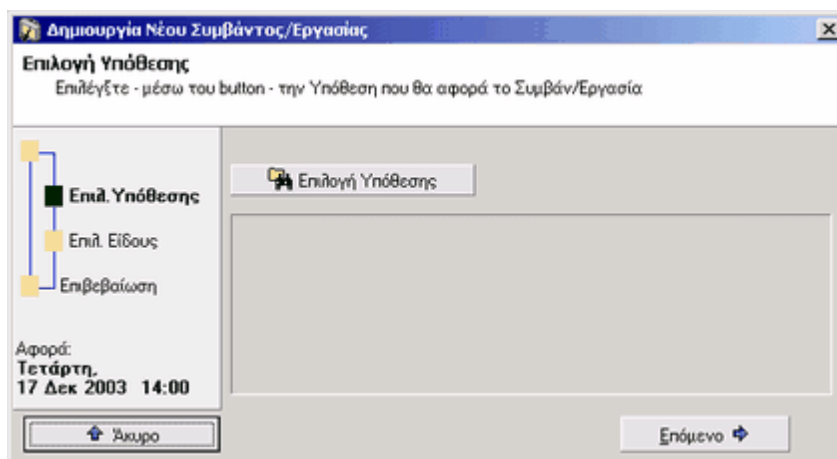 Δημιουργία Νέου Συμβάντος/Εργασίας
Επιλογή Υπόθεσης
Επιλέγξτε - μέσω του button - την Υπόθεση που θα αφορά το Συμβάν/Εργασία
Επιλογή Υπόθεσης
Επιλ. Υπόθεσης
Επιλ. Είδους
Επιβεβαίωση
Αφορά:
Τετάρτη,
17 Δεκ 2003 14:00
Άκυρο
Επόμενο